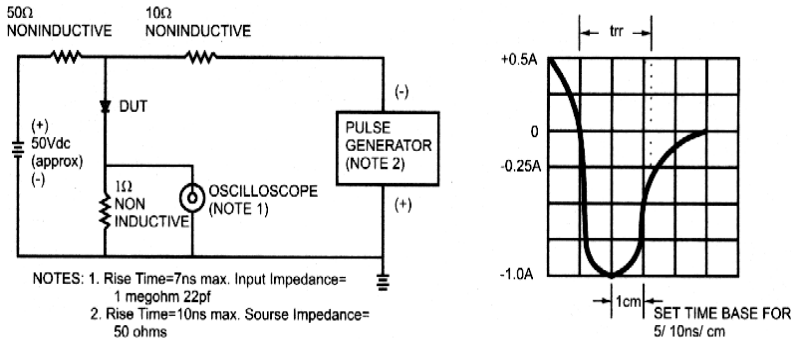 50Ω
NONINDUCTIVE
10Ω
NONINDUCTIVE
DUT
(+)
50Vdc
(approx)
(-)
1Ω
NON
INDUCTIVE
OSCILLOSCOPE
(NOTE 1)
(-)
PULSE
GENERATOR
(NOTE 2)
(+)
NOTES: 1. Rise Time=7ns max. Input Impedance=
1 megohm 22pf
2. Rise Time=10ns max. Sourse Impedance=
50 ohms
trr
+0.5A
0
-0.25A
-1.0A
1cm
SET TIME BASE FOR
5/ 10ns/ cm